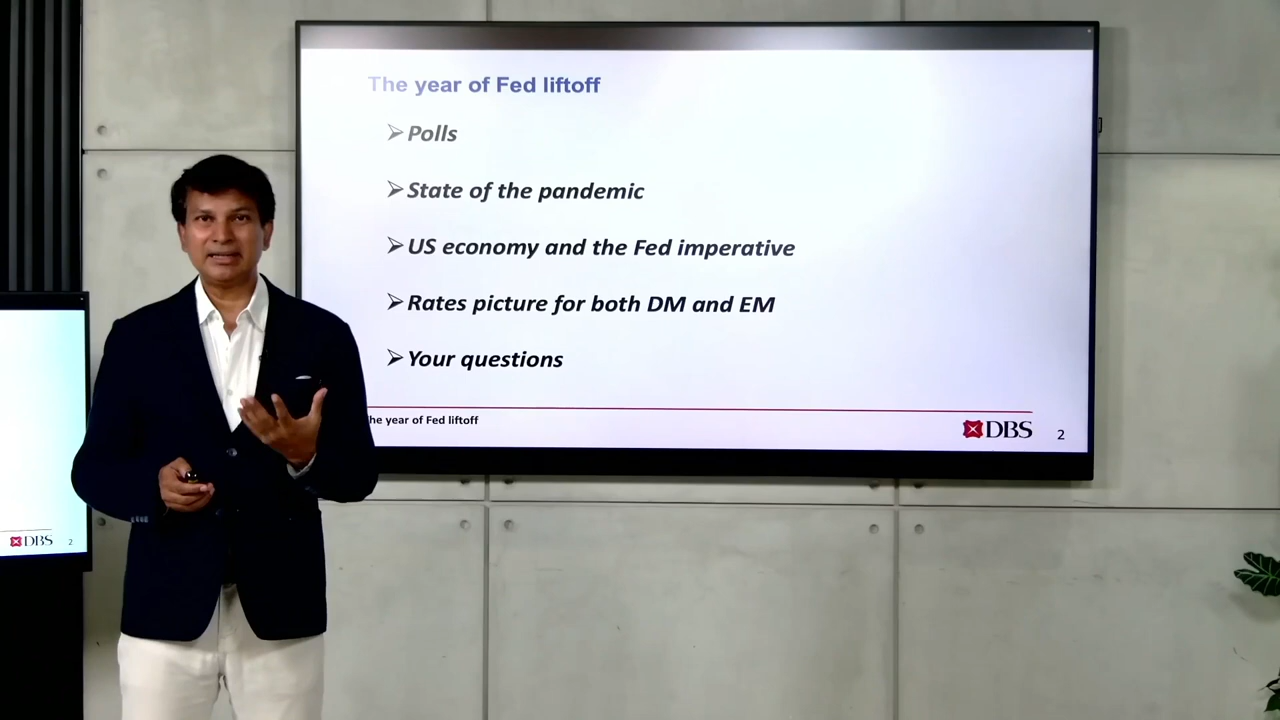 The year of Fed liftoff
➢Polls
➢State of the pandemic
➢US economy and the Fed imperative
➢Rates picture for both DM and EM
➢Your questions
he year of Fed liftoff
DBS
2
DBS
2